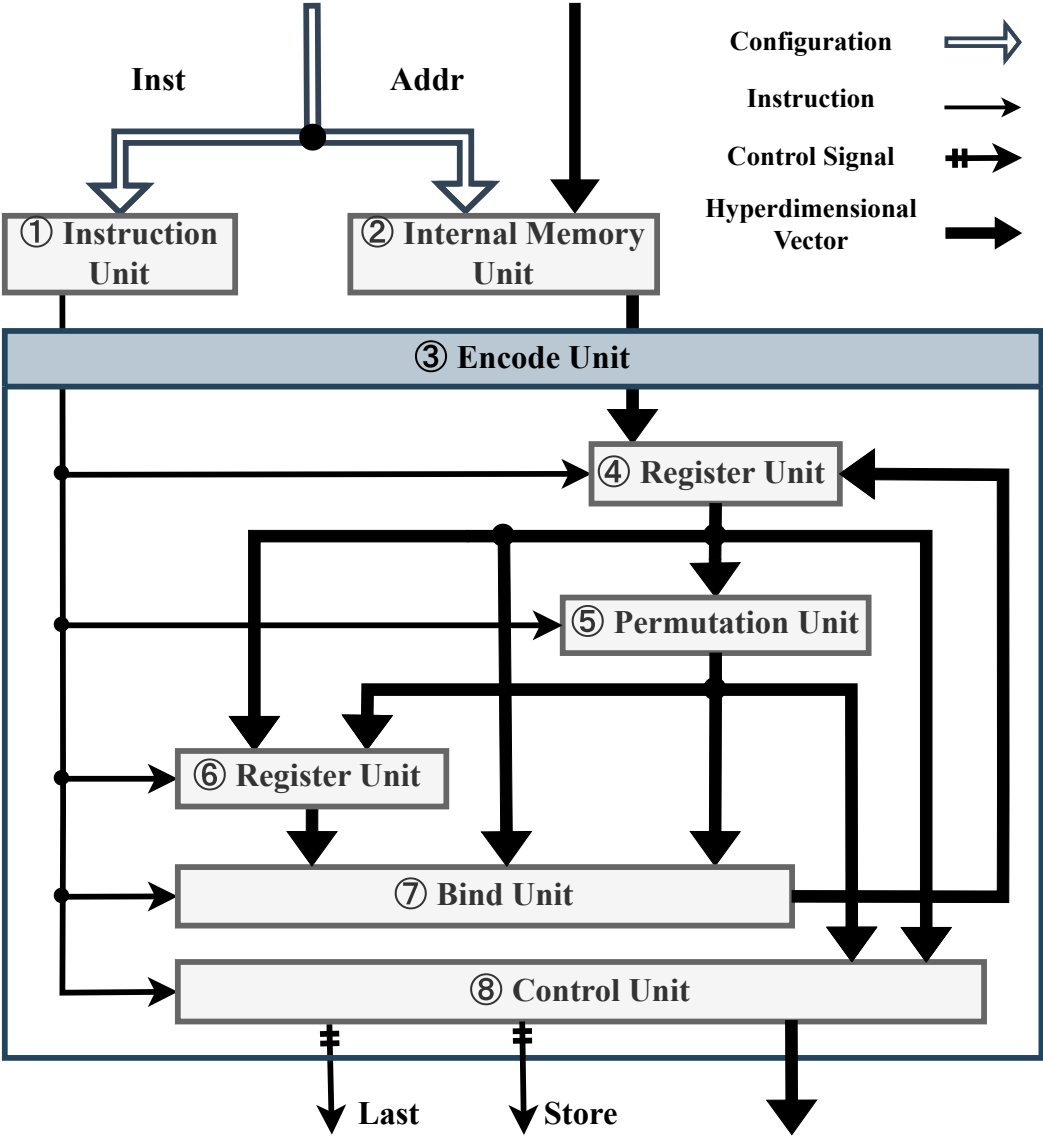 Configuration
Inst
Addr
Instruction
Control Signal
Hyperdimensional
Vector
① Instruction
Unit
② Internal Memory
Unit
③ Encode Unit
④ Register Unit
⑤ Permutation Unit
⑥ Register Unit
⑦ Bind Unit
⑧ Control Unit
Last
Store